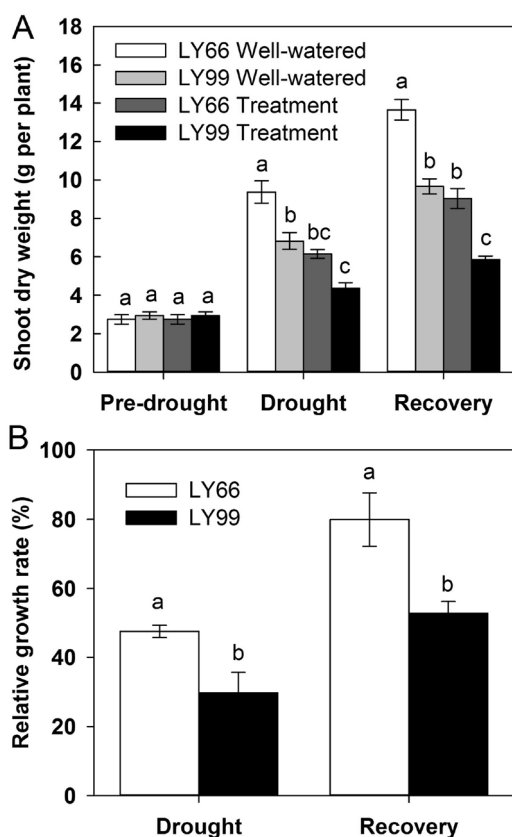 A
Shoot dry weight (g per plant)
18
16
14
12
10
8
6
4
2
0
LY66 Well-watered
LY99 Well-watered
LY66 Treatment
LY99 Treatment
a a a a
a
b
bc
c
a
b b
c
Pre-drought Drought Recovery
B
Relative growth rate (%)
100
80
60
40
20
0
LY66
LY99
a
b
a
b
Drought Recovery